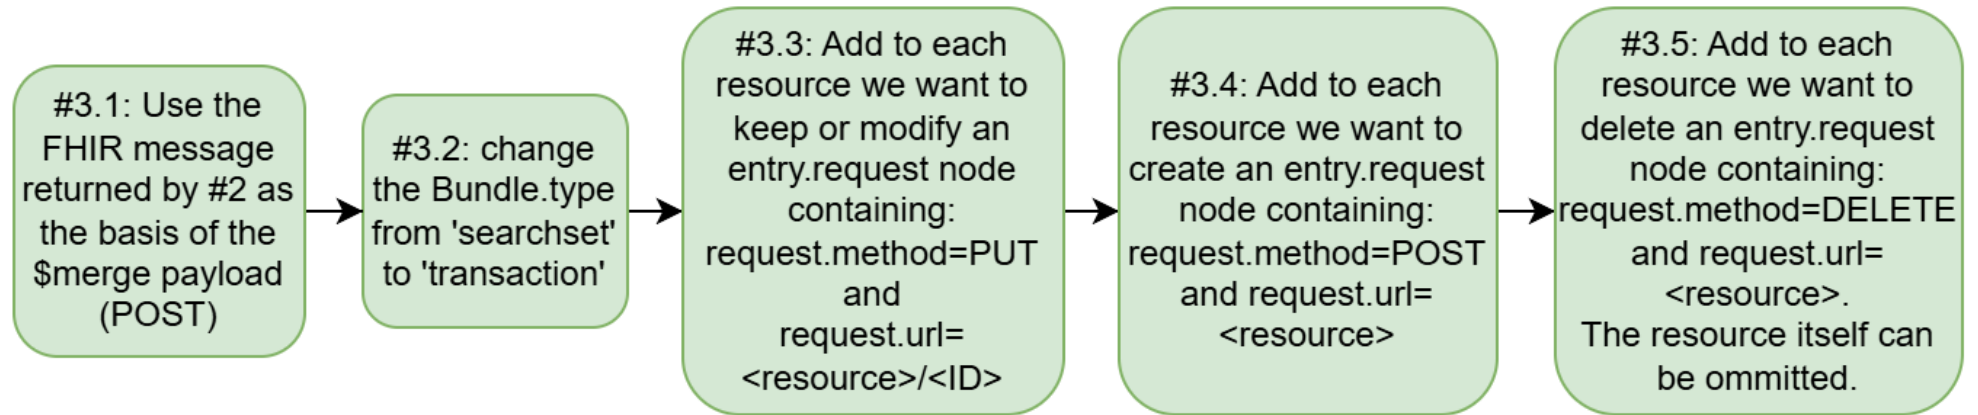 #3.1: Use the
FHIR message
returned by #2 as
the basis of the
$merge payload
(POST)
#3.2: change
the Bundle.type
from 'searchset'
to 'transaction'
#3.3: Add to each
resource we want to
keep or modify an
entry.request node
containing:
request.method=PUT
and
request.url=
<resource>/<ID>
#3.4: Add to each
resource we want to
create an entry.request
node containing:
request.method=POST
and request.url=
<resource>
#3.5: Add to each
resource we want to
delete an entry.request
node containing:
request.method=DELETE
and request.url=
<resource>.
The resource itself can
be ommitted.